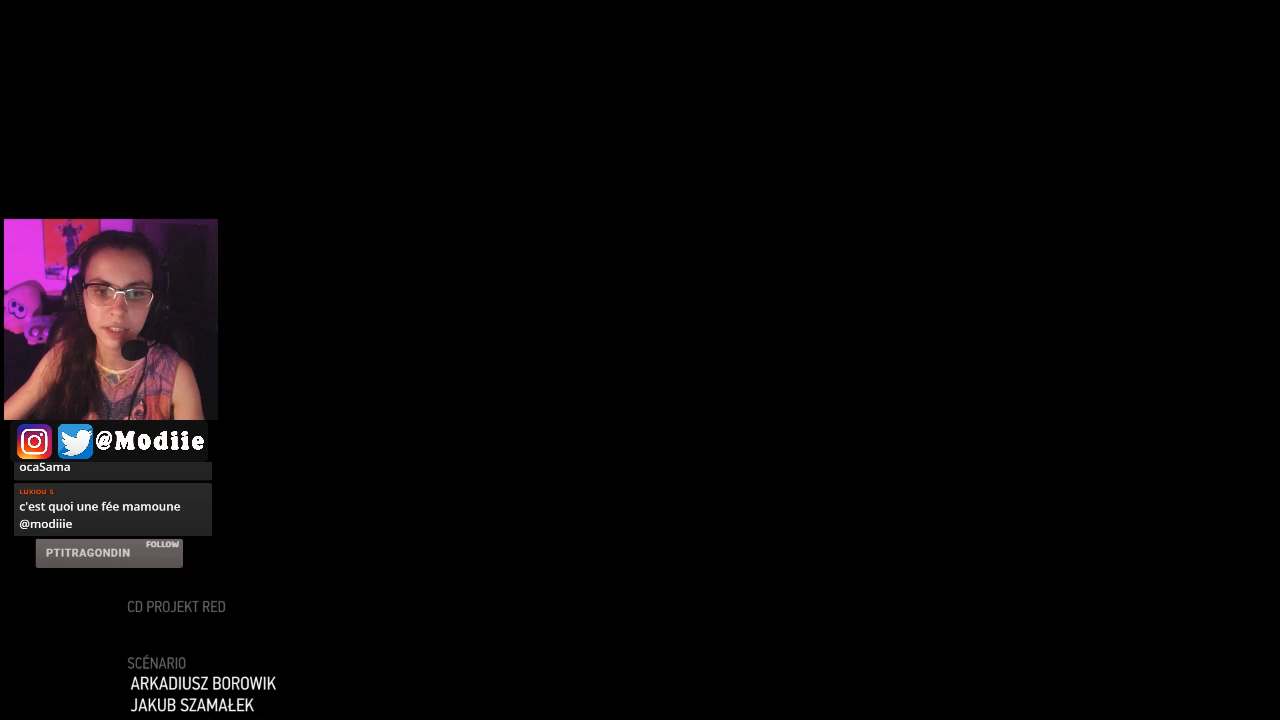 @Modiie
ocaSama
LUXIOU S
c'est quoi une fée mamoune
@modiiie
FOLLOW
PTITRAGONDIN
CD PROJEKT RED
SCÉNARIO
ARKADIUSZ BOROWIK
JAKUB SZAMAŁEK